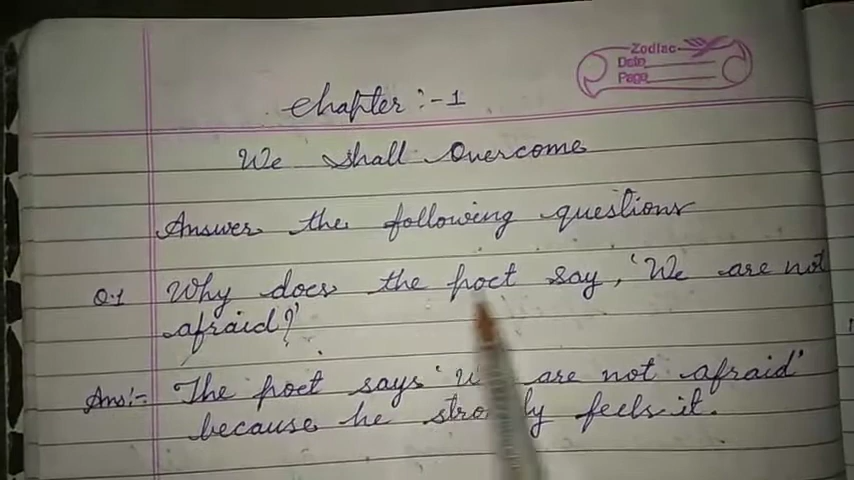 Zodiac
Date
Page
Chapter :- 1
We shall Overcome
Answer the following questions
Q.1 Why does the poet say, 'We are not
afraid?'
Ans:- The poet says 'We are not afraid'
because he strongly feels it.